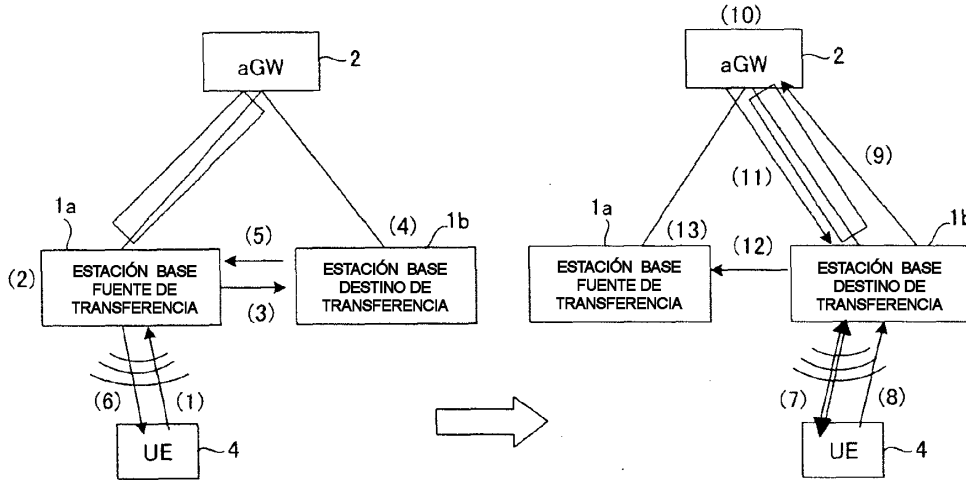 aGW
2
1a
(2)
ESTACIÓN BASE
FUENTE DE
TRANSFERENCIA
(5)
(3)
(4)
1b
ESTACIÓN BASE
DESTINO DE
TRANSFERENCIA
(6)
(1)
UE
4
(10)
aGW
2
(9)
(11)
1a
(13)
ESTACIÓN BASE
FUENTE DE
TRANSFERENCIA
(12)
1b
ESTACIÓN BASE
DESTINO DE
TRANSFERENCIA
(7)
(8)
UE
4